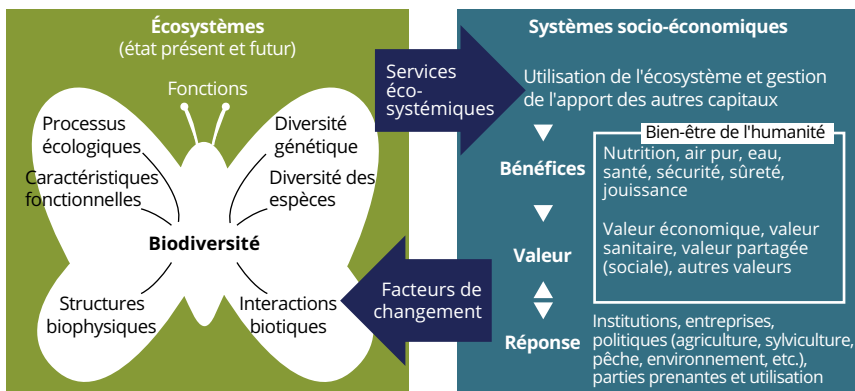 Écosystèmes
(état présent et futur)
Fonctions
Processus
écologiques
Diversité
génétique
Caractéristiques
fonctionnelles
Diversité des
espèces
Biodiversité
Structures
biophysiques
Interactions
biotiques
Services
éco-
systémiques
Facteurs de
changement
Systèmes socio-économiques
Utilisation de l'écosystème et gestion
de l'apport des autres capitaux
Bien-être de l'humanité
Bénéfices
Nutrition, air pur, eau,
santé, sécurité, sûreté,
jouissance
Valeur
Valeur économique, valeur
sanitaire, valeur partagée
(sociale), autres valeurs
Réponse
Institutions, entreprises,
politiques (agriculture, sylviculture,
pêche, environnement, etc.),
parties prenantes et utilisation